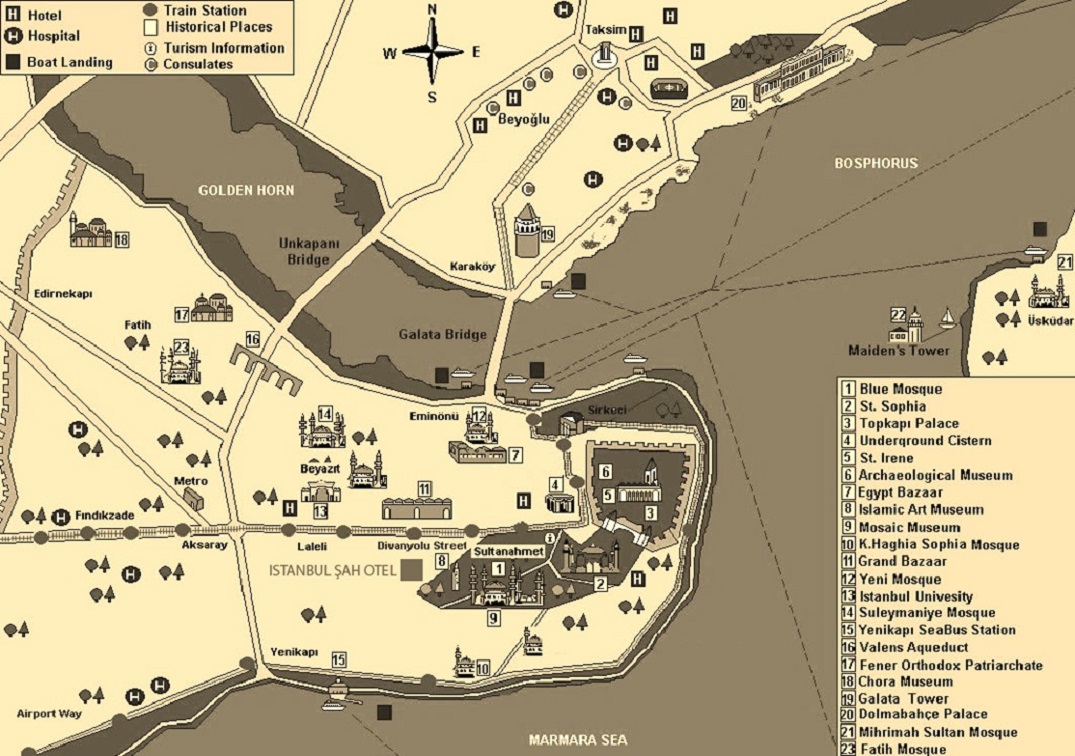 H Hotel
H Hospital
Boat Landing
Train Station
Historical Places
i Turism Information
C Consulates
N
W E
S
Taksim
Beyoğlu
20
BOSPHORUS
GOLDEN HORN
Unkapanı
Bridge
19
18
Karaköy
21
Üsküdar
22
Maiden's Tower
Edirnekapı
17
Fatih
23
16
Galata Bridge
Eminönü
12
Sirkeci
14
7
Beyazıt
6
5
4
3
Metro
13
11
Fındıkzade
Aksaray
Laleli
Divanyolu Street
Sultanahmet
i
ISTANBUL ŞAH OTEL
8
1
2
9
Yenikapı
15
10
Airport Way
MARMARA SEA
1 Blue Mosque
2 St. Sophia
3 Topkapı Palace
4 Underqround Cistern
5 St. Irene
6 Archaeological Museum
7 Egypt Bazaar
8 Islamic Art Museum
9 Mosaic Museum
10 K.Haghia Sophia Mosque
11 Grand Bazaar
12 Yeni Mosque
13 Istanbul Univesity
14 Suleymaniye Mosque
15 Yenikapı SeaBus Station
16 Valens Aqueduct
17 Fener Orthodox Patriarchate
18 Chora Museum
19 Galata Tower
20 Dolmabahçe Palace
21 Mihrimah Sultan Mosque
23 Fatih Mosque